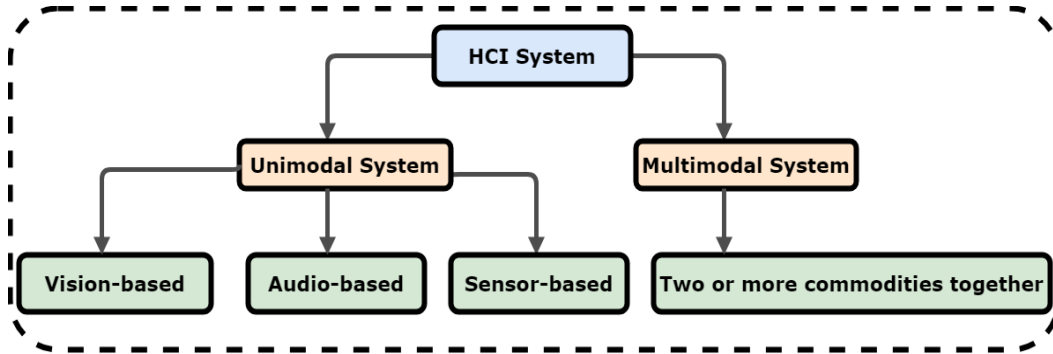 HCI System
Unimodal System
Multimodal System
Vision-based
Audio-based
Sensor-based
Two or more commodities together